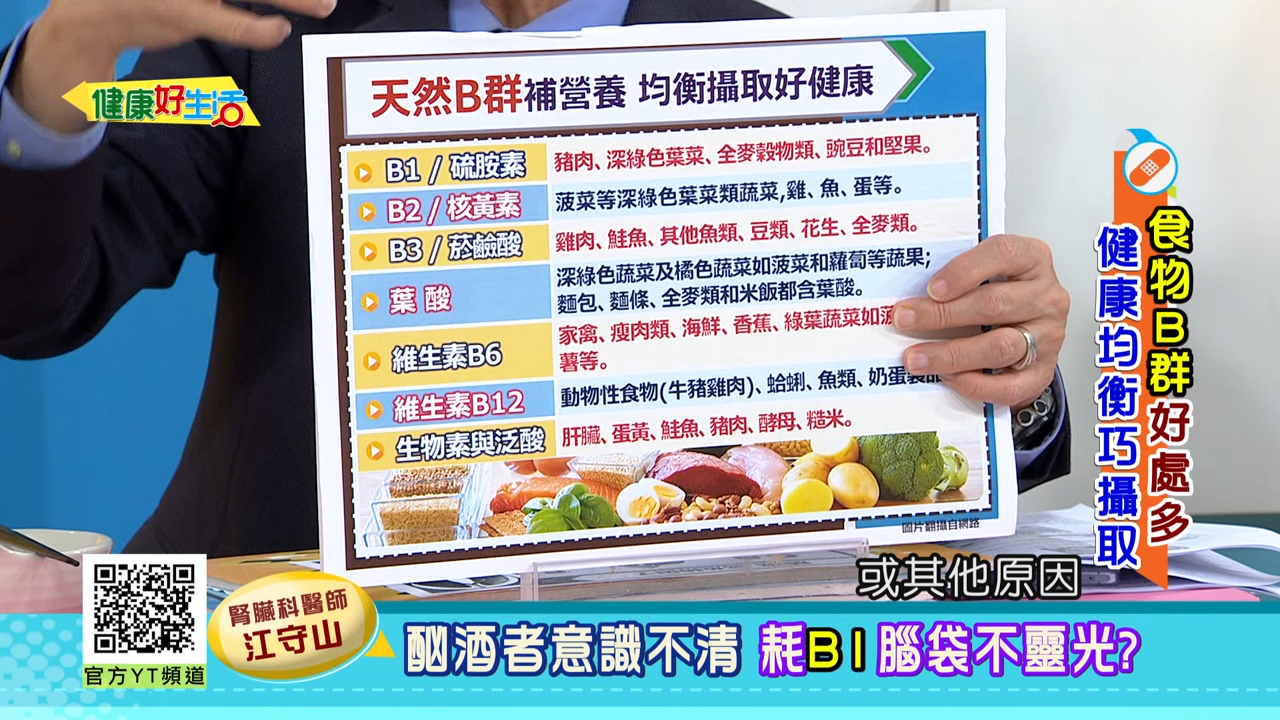 健康好生活
天然B群補營養 均衡攝取好健康
B1 / 硫胺素
豬肉、深綠色葉菜、全麥穀物類、豌豆和堅果。
B2 / 核黃素
菠菜等深綠色葉菜類蔬菜,雞、魚、蛋等。
B3 / 菸鹼酸
雞肉、鮭魚、其他魚類、豆類、花生、全麥類。
葉 酸
深綠色蔬菜及橘色蔬菜如菠菜和蘿蔔等蔬果;
麵包、麵條、全麥類和米飯都含葉酸。
維生素B6
家禽、瘦肉類、海鮮、香蕉、綠葉蔬菜如菠
薯等。
維生素B12
動物性食物(牛豬雞肉)、蛤蜊、魚類、奶蛋製品
生物素與泛酸
肝臟、蛋黃、鮭魚、豬肉、酵母、糙米。
圖片翻攝自網路
食物B群好處多
健康均衡巧攝取
或其他原因
官方YT頻道
腎臟科醫師
江守山
酗酒者意識不清 耗B1腦袋不靈光?